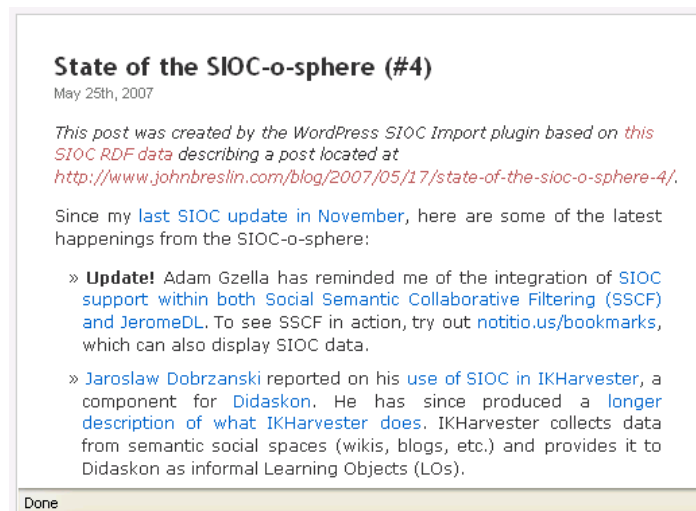 State of the SIOC-o-sphere (#4)
May 25th, 2007
This post was created by the WordPress SIOC Import plugin based on this
SIOC RDF data describing a post located at
http://www.johnbreslin.com/blog/2007/05/17/state-of-the-sioc-o-sphere-4/.
Since my last SIOC update in November, here are some of the latest
happenings from the SIOC-o-sphere:
» Update! Adam Gzella has reminded me of the integration of SIOC
support within both Social Semantic Collaborative Filtering (SSCF)
and JeromeDL. To see SSCF in action, try out notitio.us/bookmarks,
which can also display SIOC data.
» Jaroslaw Dobrzanski reported on his use of SIOC in IKHarvester, a
component for Didaskon. He has since produced a longer
description of what IKHarvester does. IKHarvester collects data
from semantic social spaces (wikis, blogs, etc.) and provides it to
Didaskon as informal Learning Objects (LOs).
Done